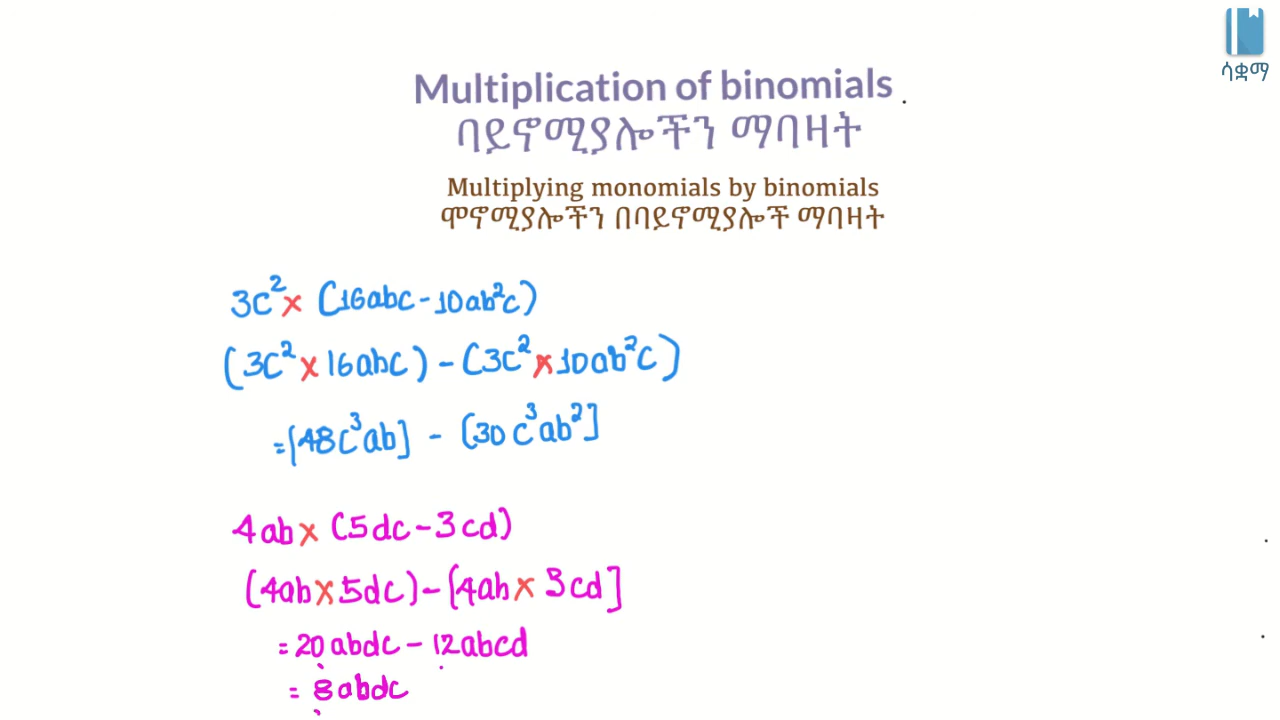 ሳቋማ
Multiplication of binomials
ባይኖሚያሎችን ማባዛት
Multiplying monomials by binomials
ሞኖሚያሎችን በባይኖሚያሎች ማባዛት
3c² × (16abc - 10ab²c)
(3c² × 16abc) - (3c² × 10ab²c)
= [48c³ab] - [30c³ab²]
4ab × (5dc - 3cd)
(4ab × 5dc) - [4ab × 3cd]
= 20abdc - 12abcd
= 8abdc